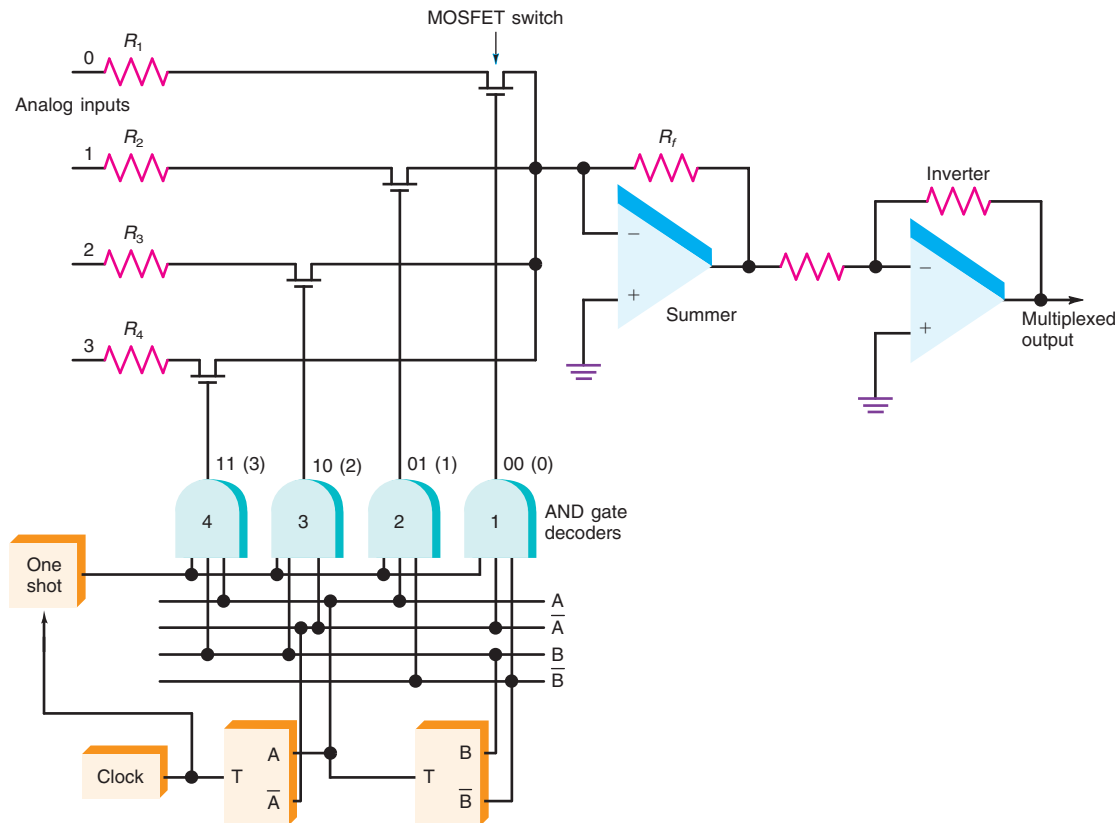 MOSFET switch
R1
0
Analog inputs
R2
1
Rf
Inverter
R3
2
−
+
Summer
−
+
Multiplexed
output
R4
3
11 (3)
10 (2)
01 (1)
00 (0)
4
3
2
1
AND gate
decoders
One
shot
A
A̅
B
B̅
Clock
T
A
A̅
T
B
B̅